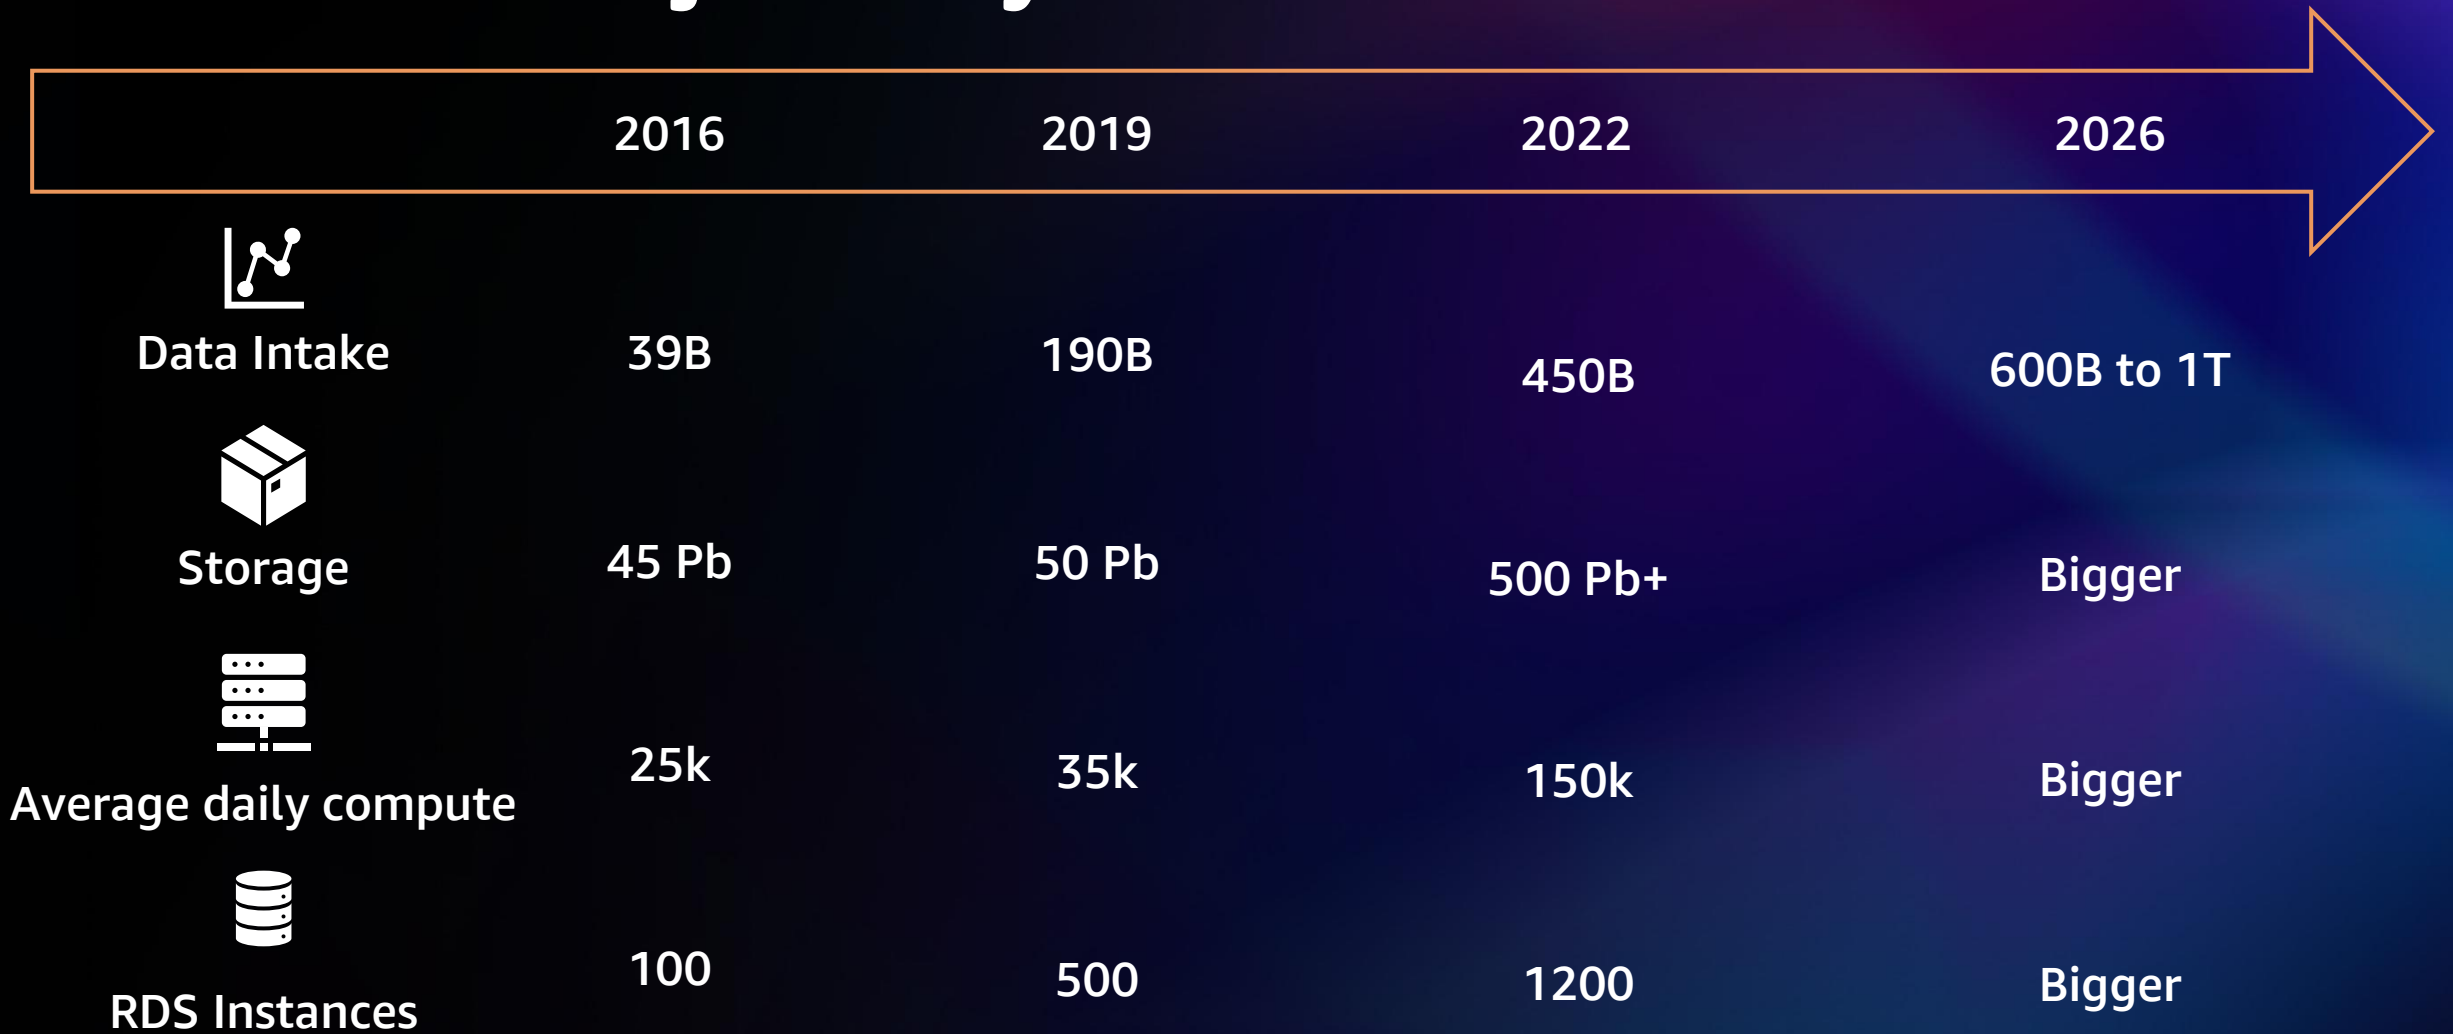 2016 2019 2022 2026
Data Intake 39B 190B 450B 600B to 1T
Storage 45 Pb 50 Pb 500 Pb+ Bigger
Average daily compute 25k 35k 150k Bigger
RDS Instances 100 500 1200 Bigger